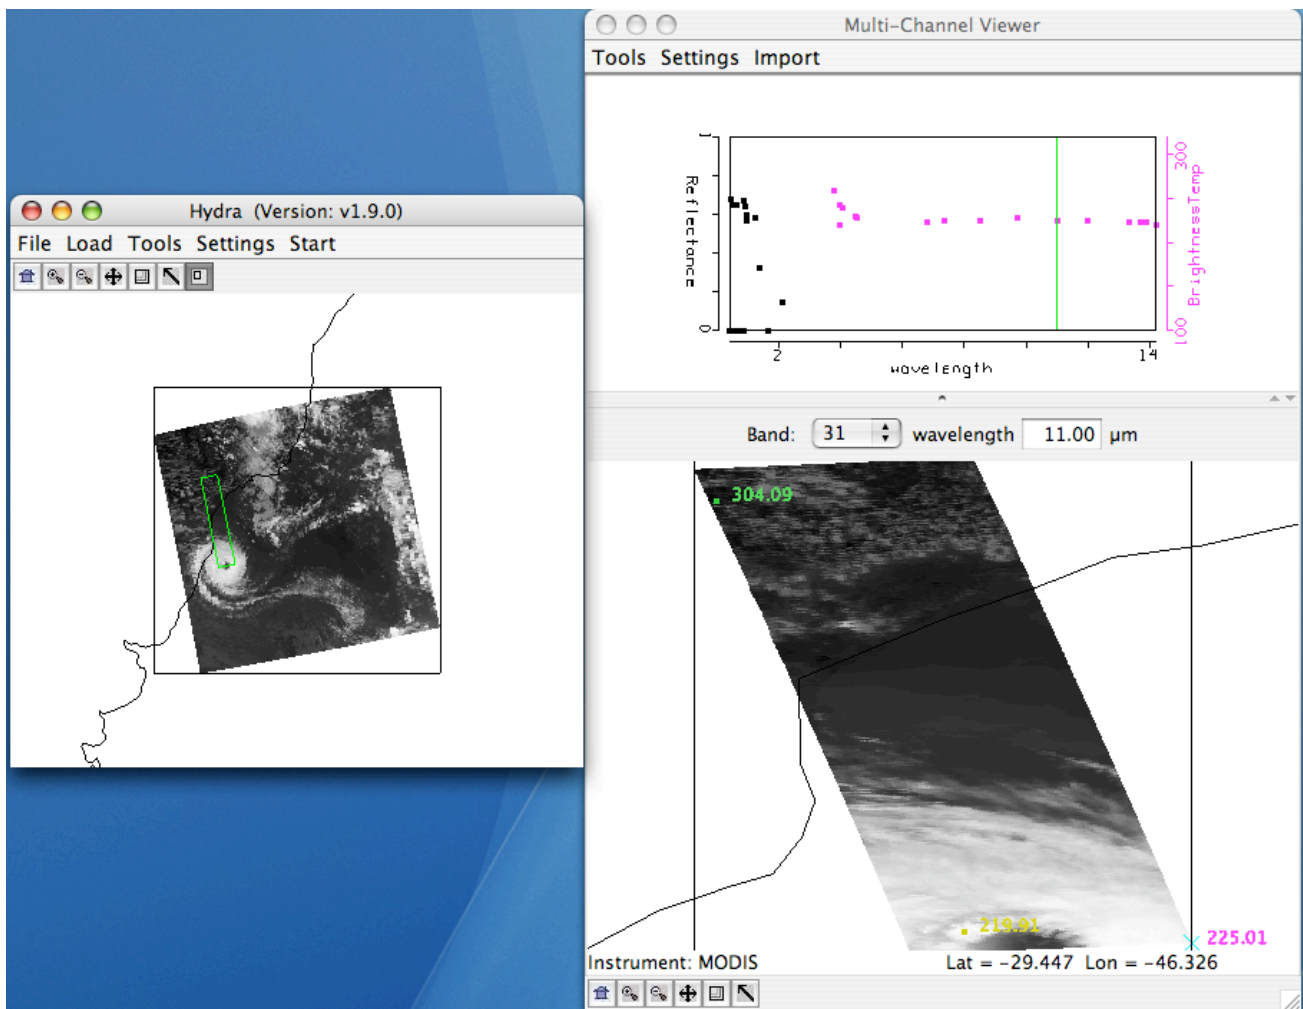 Multi-Channel Viewer
Tools Settings Import
1
Reflectance
0
300
BrightnessTemp
100
2
14
wavelength
Band: 31 wavelength 11.00 µm
304.09
219.91
225.01
Instrument: MODIS Lat = -29.447 Lon = -46.326
Hydra (Version: v1.9.0)
File Load Tools Settings Start